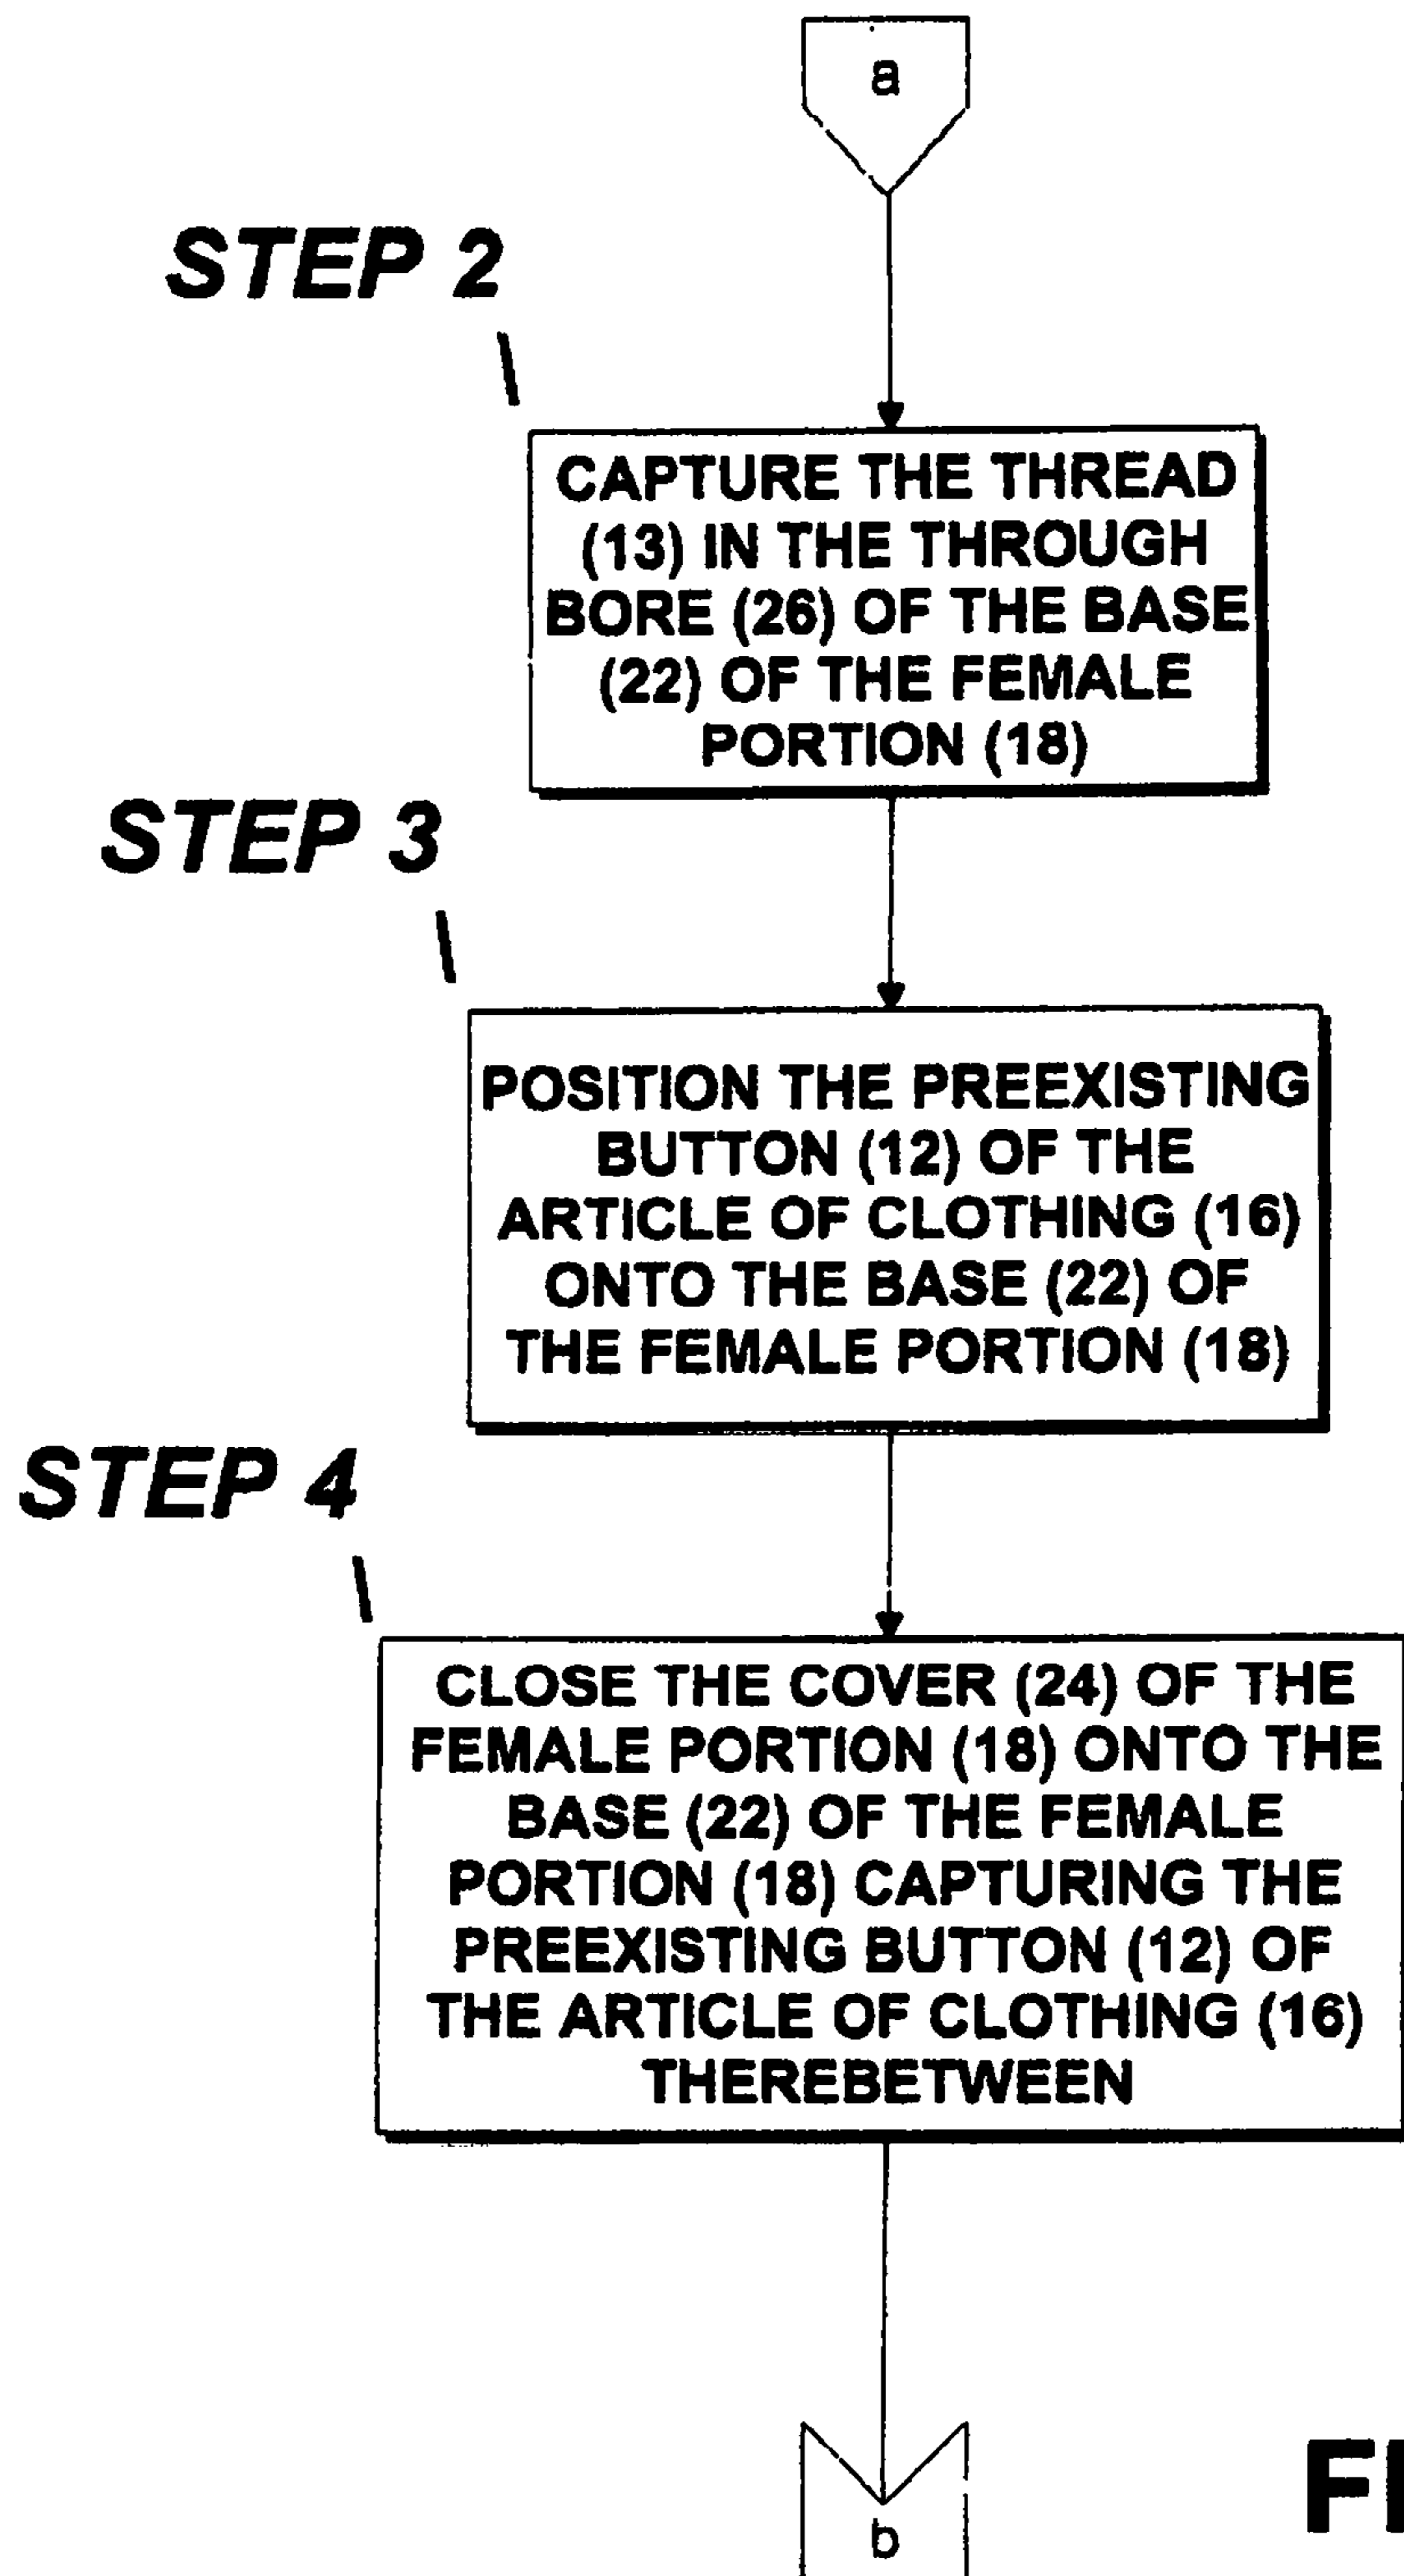 a
STEP 2
CAPTURE THE THREAD
(13) IN THE THROUGH
BORE (26) OF THE BASE
(22) OF THE FEMALE
PORTION (18)
STEP 3
POSITION THE PREEXISTING
BUTTON (12) OF THE
ARTICLE OF CLOTHING (16)
ONTO THE BASE (22) OF
THE FEMALE PORTION (18)
STEP 4
CLOSE THE COVER (24) OF THE
FEMALE PORTION (18) ONTO THE
BASE (22) OF THE FEMALE
PORTION (18) CAPTURING THE
PREEXISTING BUTTON (12) OF
THE ARTICLE OF CLOTHING (16)
THEREBETWEEN
b